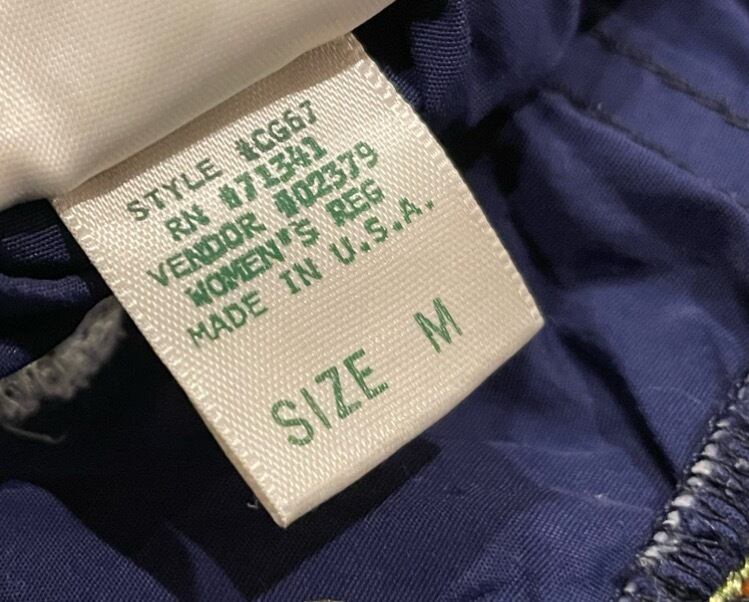 STYLE #CG67
RN #71341
VENDOR #02379
WOMEN'S REG
MADE IN U.S.A.
SIZE M